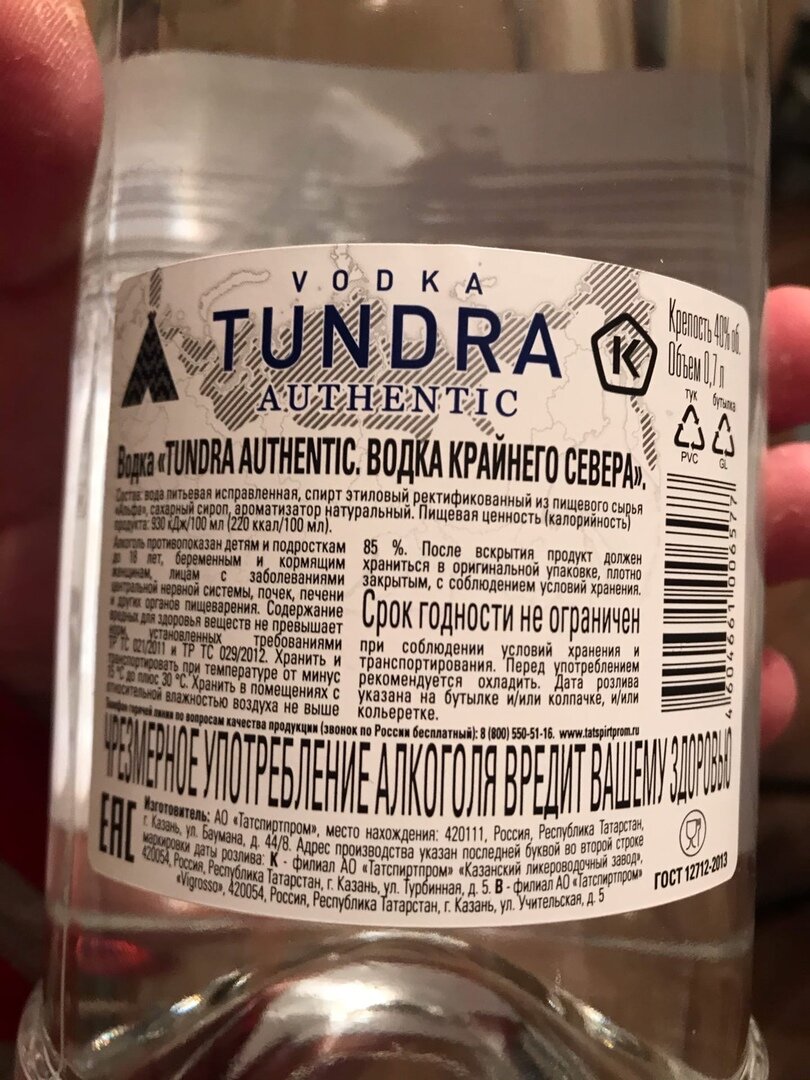 VODKA
TUNDRA
AUTHENTIC
K
Крепость 40% об.
Объем 0,7 л
тук бутылка
PVC GL
Водка «TUNDRA AUTHENTIC. ВОДКА КРАЙНЕГО СЕВЕРА».
Состав: вода питьевая исправленная, спирт этиловый ректификованный из пищевого сырья
«Альфа», сахарный сироп, ароматизатор натуральный. Пищевая ценность (калорийность)
продукта: 930 кДж/100 мл (220 ккал/100 мл).
Алкоголь противопоказан детям и подросткам
до 18 лет, беременным и кормящим
женщинам, лицам с заболеваниями
центральной нервной системы, почек, печени
и других органов пищеварения. Содержание
вредных для здоровья веществ не превышает
норм, установленных требованиями
ТР ТС 021/2011 и ТР ТС 029/2012. Хранить и
транспортировать при температуре от минус
15 °С до плюс 30 °С. Хранить в помещениях с
относительной влажностью воздуха не выше
85 %. После вскрытия продукт должен
храниться в оригинальной упаковке, плотно
закрытым, с соблюдением условий хранения.
Срок годности не ограничен
при соблюдении условий хранения и
транспортирования. Перед употреблением
рекомендуется охладить. Дата розлива
указана на бутылке и/или колпачке, и/или
кольеретке.
4604661006577
Телефон горячей линии по вопросам качества продукции (звонок по России бесплатный): 8 (800) 550-51-16. www.tatspirtprom.ru
ЧРЕЗМЕРНОЕ УПОТРЕБЛЕНИЕ АЛКОГОЛЯ ВРЕДИТ ВАШЕМУ ЗДОРОВЬЮ
EAC
Изготовитель: АО «Татспиртпром», место нахождения: 420111, Россия, Республика Татарстан,
г. Казань, ул. Баумана, д. 44/8. Адрес производства указан последней буквой во второй строке
маркировки даты розлива: К - филиал АО «Татспиртпром» «Казанский ликероводочный завод»,
420054, Россия, Республика Татарстан, г. Казань, ул. Турбинная, д. 5. В - филиал АО «Татспиртпром»
«Vigrosso», 420054, Россия, Республика Татарстан, г. Казань, ул. Учительская, д. 5
ГОСТ 12712-2013